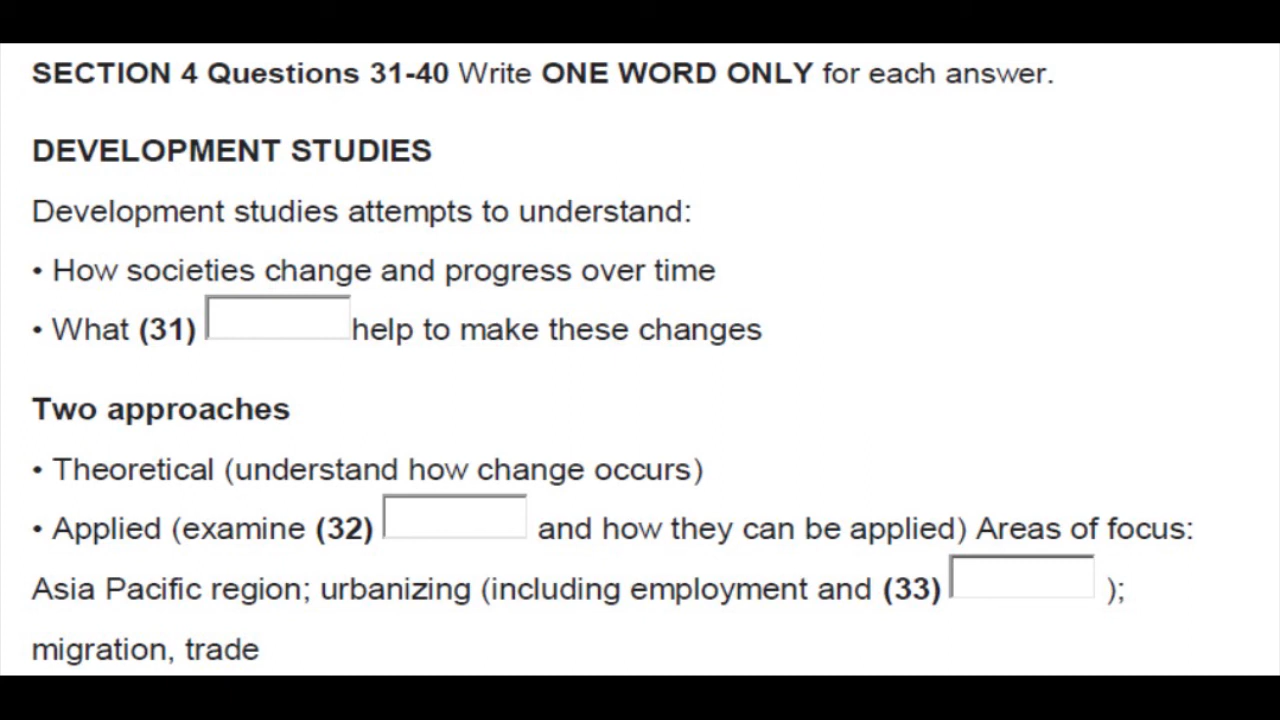 SECTION 4 Questions 31-40 Write ONE WORD ONLY for each answer.
DEVELOPMENT STUDIES
Development studies attempts to understand:
• How societies change and progress over time
• What (31) help to make these changes
Two approaches
• Theoretical (understand how change occurs)
• Applied (examine (32) and how they can be applied) Areas of focus:
Asia Pacific region; urbanizing (including employment and (33) );
migration, trade